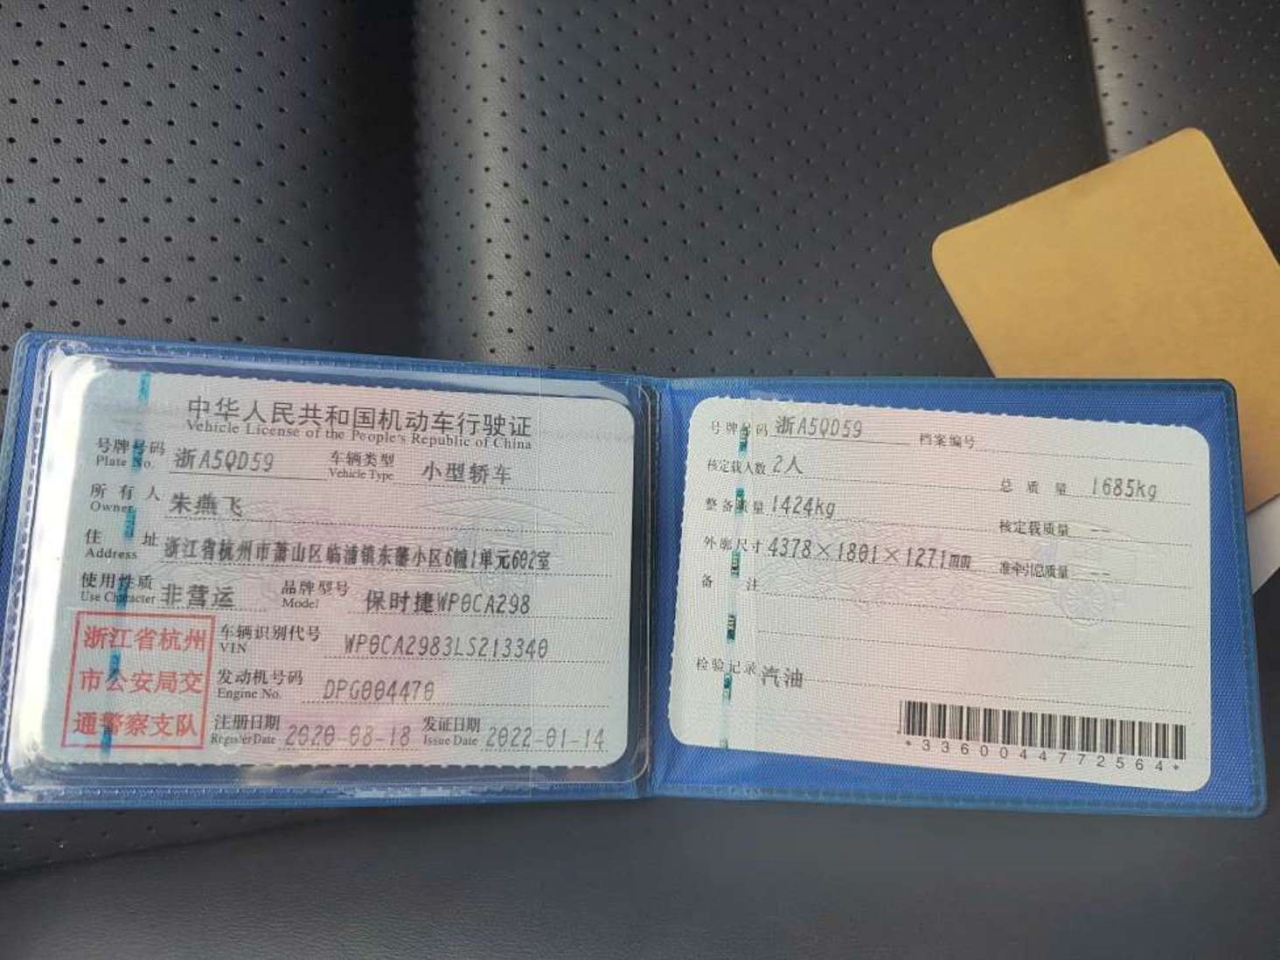 中华人民共和国机动车行驶证
Vehicle License of the People's Republic of China
号牌号码 浙A5QD59 车辆类型 小型轿车
Plate No. Vehicle Type
所有人 朱燕飞
Owner
住址 浙江省杭州市萧山区临浦镇东藩小区6幢1单元602室
Address
使用性质 非营运 品牌型号 保时捷WP0CA298
Use Character Model
浙江省杭州
市公安局交
通警察支队
车辆识别代号 WP0CA2983LS213340
VIN
发动机号码 DPG004470
Engine No.
注册日期 2020-08-18 发证日期 2022-01-14
Register Date Issue Date
号牌号码 浙A5QD59 档案编号
核定载人数 2人 总质量 1685kg
整备质量 1424kg 核定载质量 --
外廓尺寸 4378×1801×1271mm 准牵引总质量 --
备注
检验记录 汽油
*3360044772564*